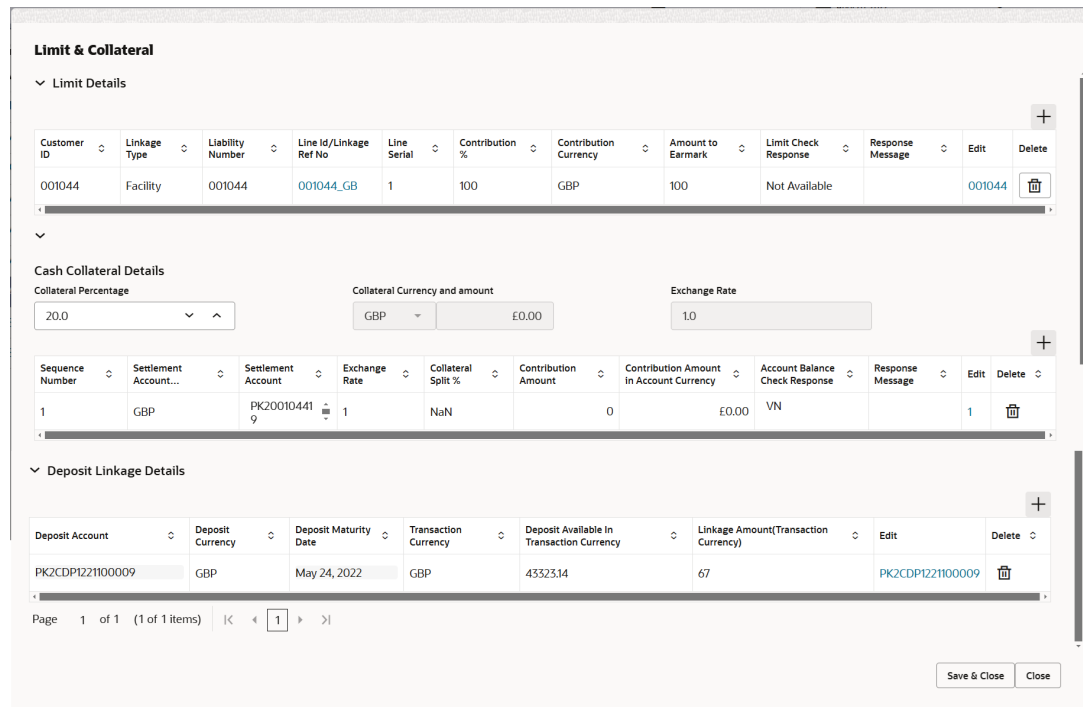 Limit & Collateral
Limit Details
Customer ID Linkage Type Liability Number Line Id/Linkage Ref No Line Serial Contribution % Contribution Currency Amount to Earmark Limit Check Response Response Message Edit Delete
001044 Facility 001044 001044_GB 1 100 GBP 100 Not Available 001044
Cash Collateral Details
Collateral Percentage Collateral Currency and amount Exchange Rate
20.0 GBP £0.00 1.0
Sequence Number Settlement Account... Settlement Account Exchange Rate Collateral Split % Contribution Amount Contribution Amount in Account Currency Account Balance Check Response Response Message Edit Delete
1 GBP PK200104419 1 NaN 0 £0.00 VN 1
Deposit Linkage Details
Deposit Account Deposit Currency Deposit Maturity Date Transaction Currency Deposit Available In Transaction Currency Linkage Amount(Transaction Currency) Edit Delete
PK2CDP1221100009 GBP May 24, 2022 GBP 43323.14 67 PK2CDP1221100009
Page 1 of 1 (1 of 1 items) 1
Save & Close Close